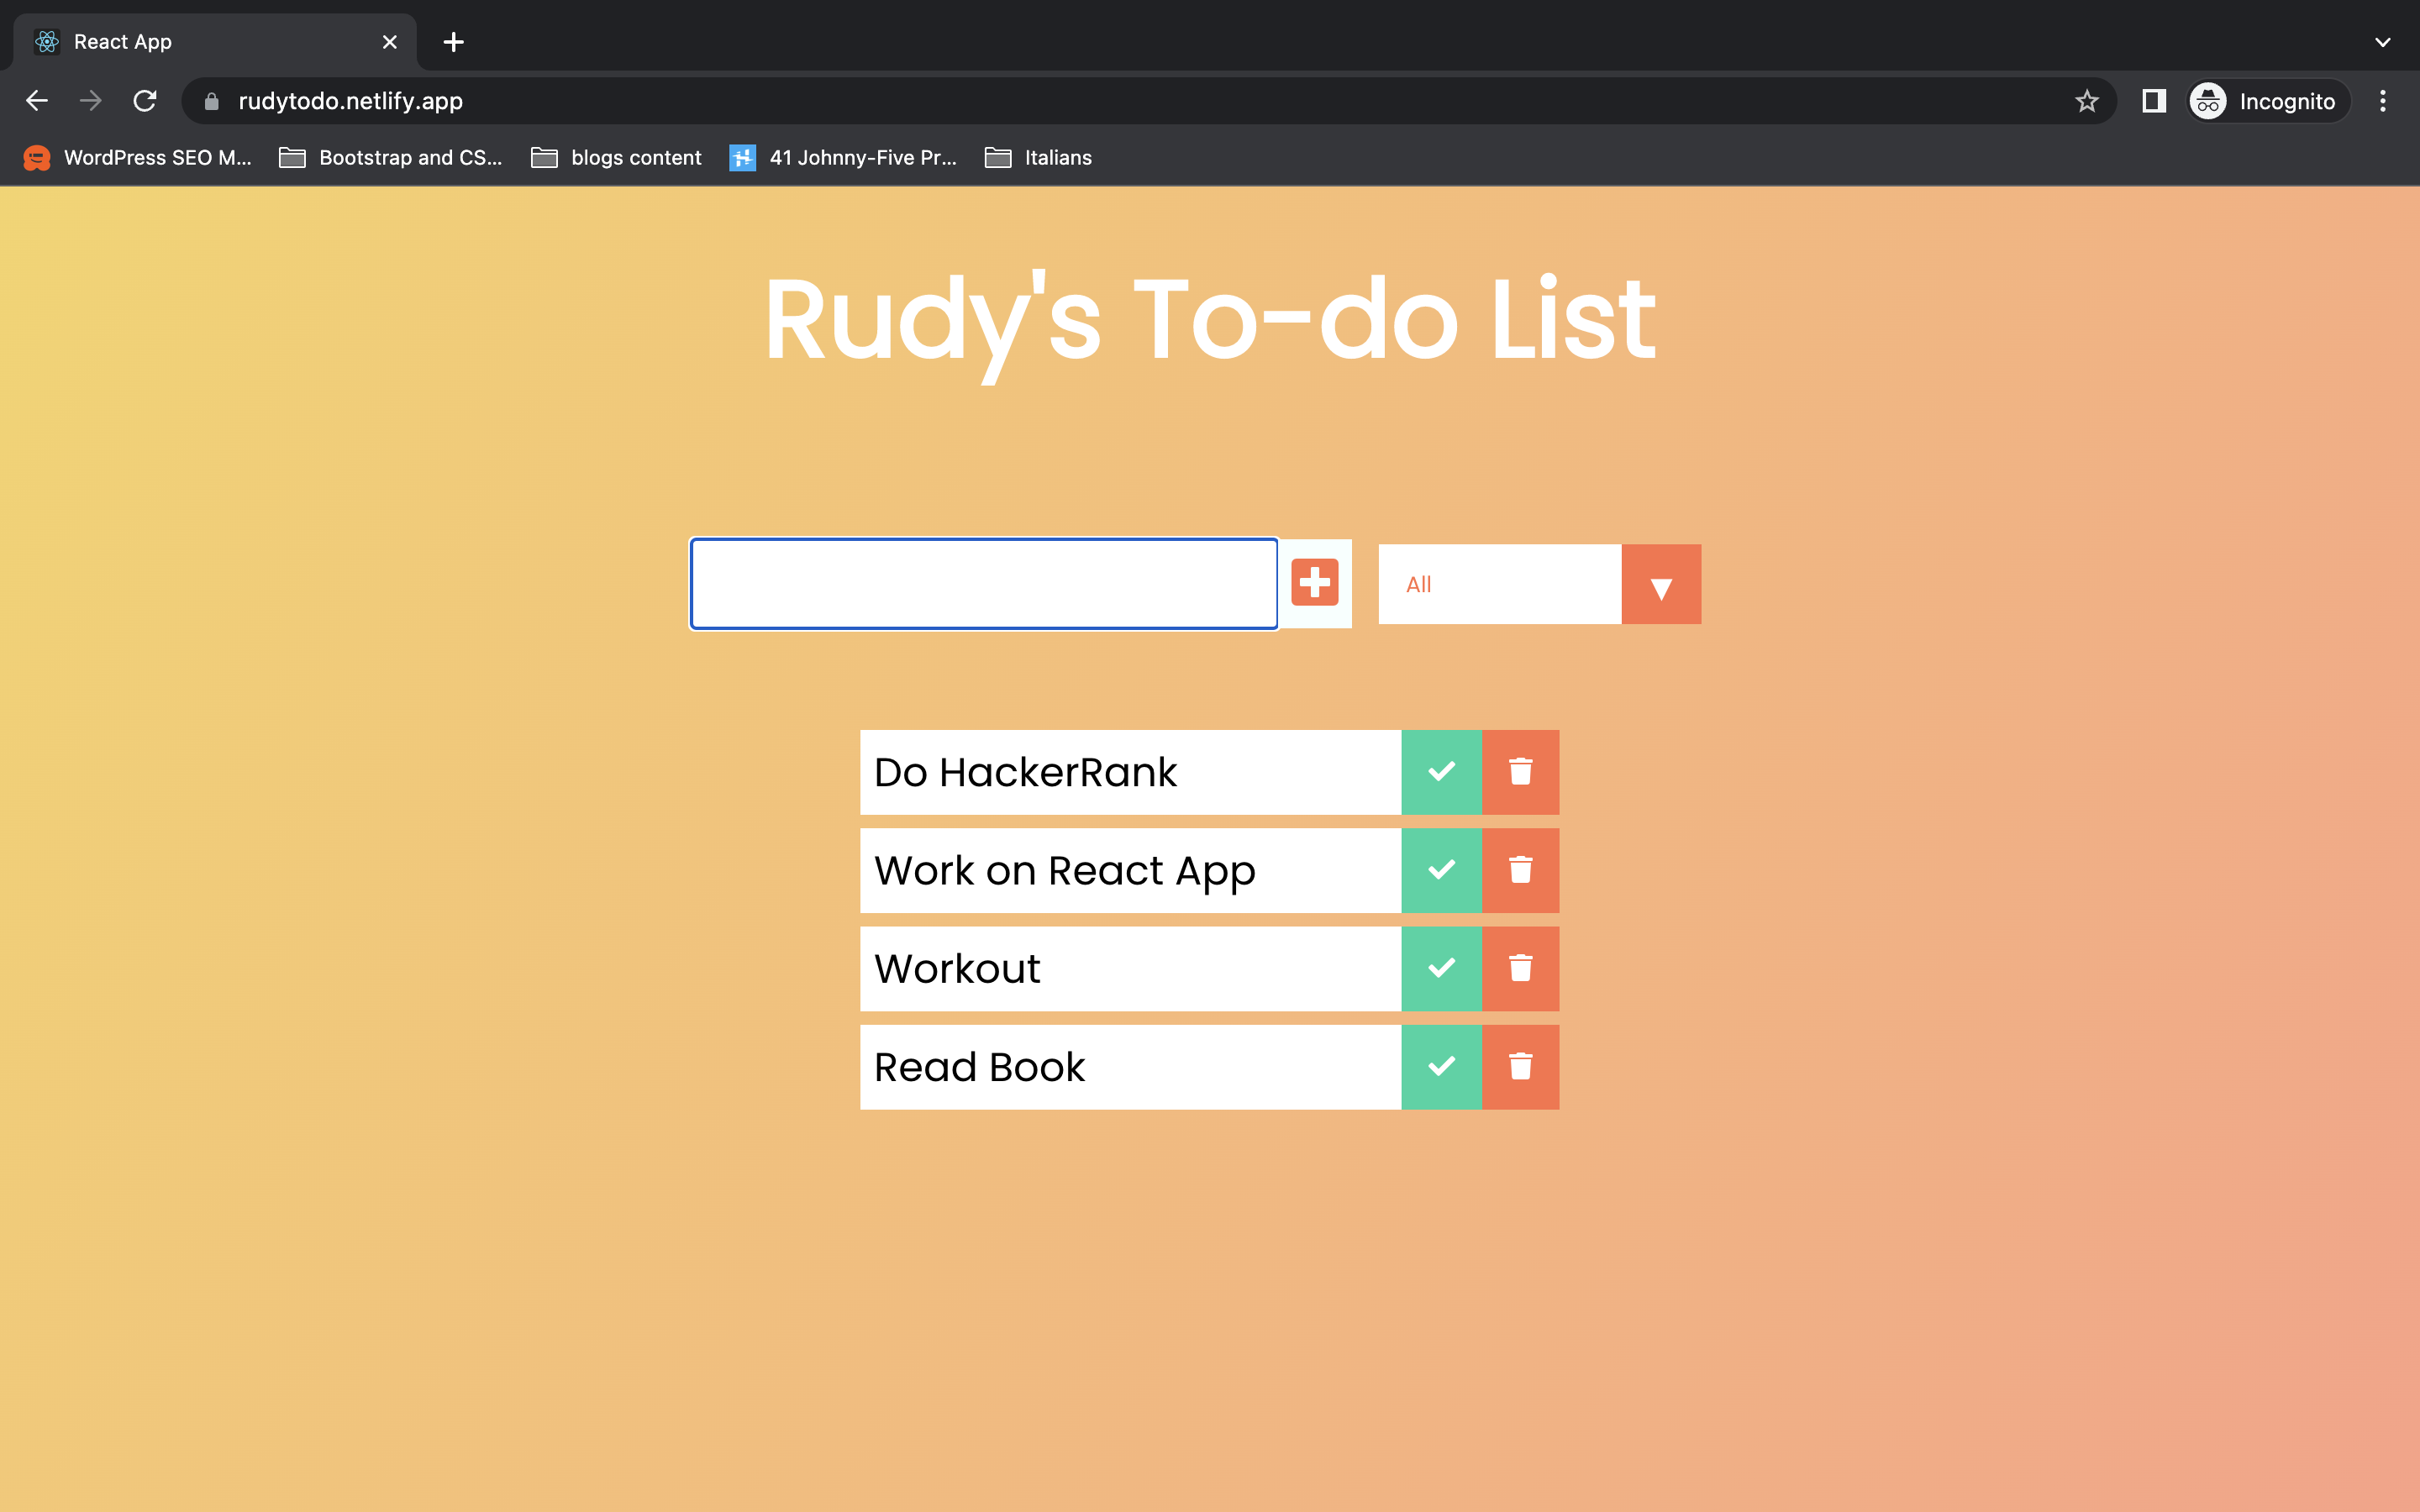 React App
rudytodo.netlify.app
Incognito
WordPress SEO M...
Bootstrap and CS...
blogs content
41 Johnny-Five Pr...
Italians
Rudy's To-do List
All
Do HackerRank
Work on React App
Workout
Read Book